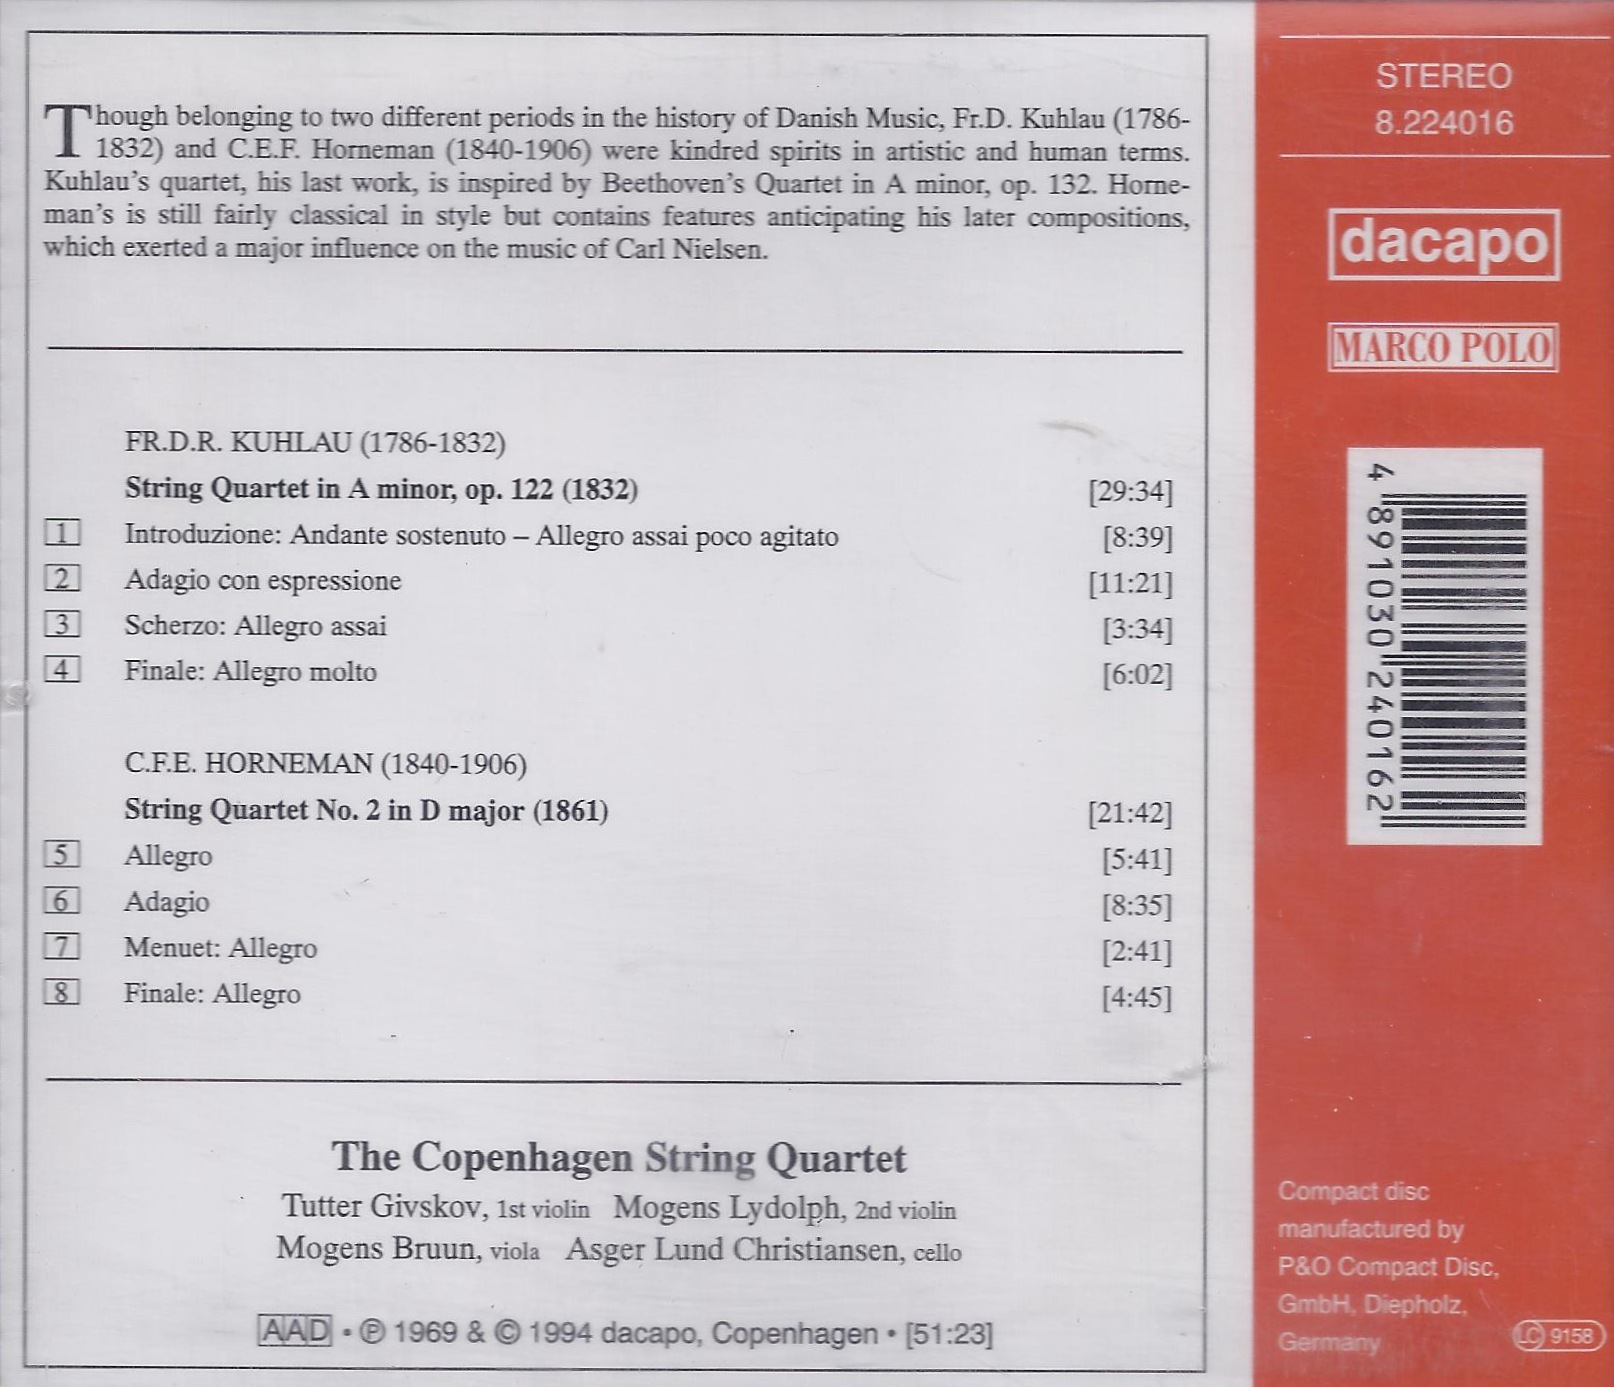 Though belonging to two different periods in the history of Danish Music, Fr.D. Kuhlau (1786-
1832) and C.E.F. Horneman (1840-1906) were kindred spirits in artistic and human terms.
Kuhlau's quartet, his last work, is inspired by Beethoven's Quartet in A minor, op. 132. Horne-
man's is still fairly classical in style but contains features anticipating his later compositions,
which exerted a major influence on the music of Carl Nielsen.
FR.D.R. KUHLAU (1786-1832)
String Quartet in A minor, op. 122 (1832) [29:34]
1 Introduzione: Andante sostenuto – Allegro assai poco agitato [8:39]
2 Adagio con espressione [11:21]
3 Scherzo: Allegro assai [3:34]
4 Finale: Allegro molto [6:02]
C.F.E. HORNEMAN (1840-1906)
String Quartet No. 2 in D major (1861) [21:42]
5 Allegro [5:41]
6 Adagio [8:35]
7 Menuet: Allegro [2:41]
8 Finale: Allegro [4:45]
The Copenhagen String Quartet
Tutter Givskov, 1st violin Mogens Lydolph, 2nd violin
Mogens Bruun, viola Asger Lund Christiansen, cello
AAD • ℗ 1969 & © 1994 dacapo, Copenhagen • [51:23]
STEREO
8.224016
dacapo
MARCO POLO
4 891030 240162
Compact disc
manufactured by
P&O Compact Disc,
GmbH, Diepholz,
Germany
LC 9158